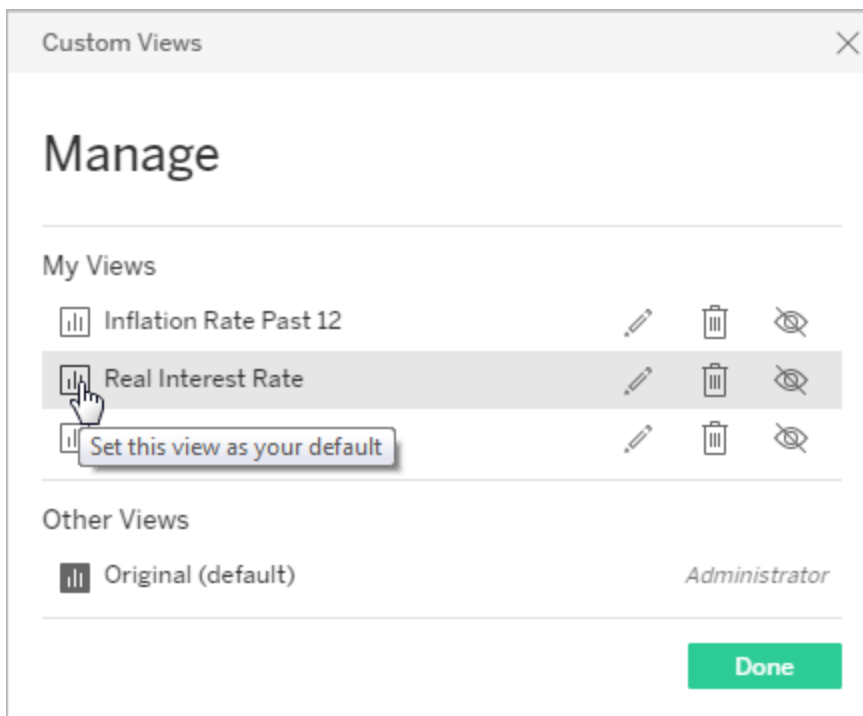 Custom Views
Manage
My Views
Inflation Rate Past 12
Real Interest Rate
Set this view as your default
Other Views
Original (default) Administrator
Done